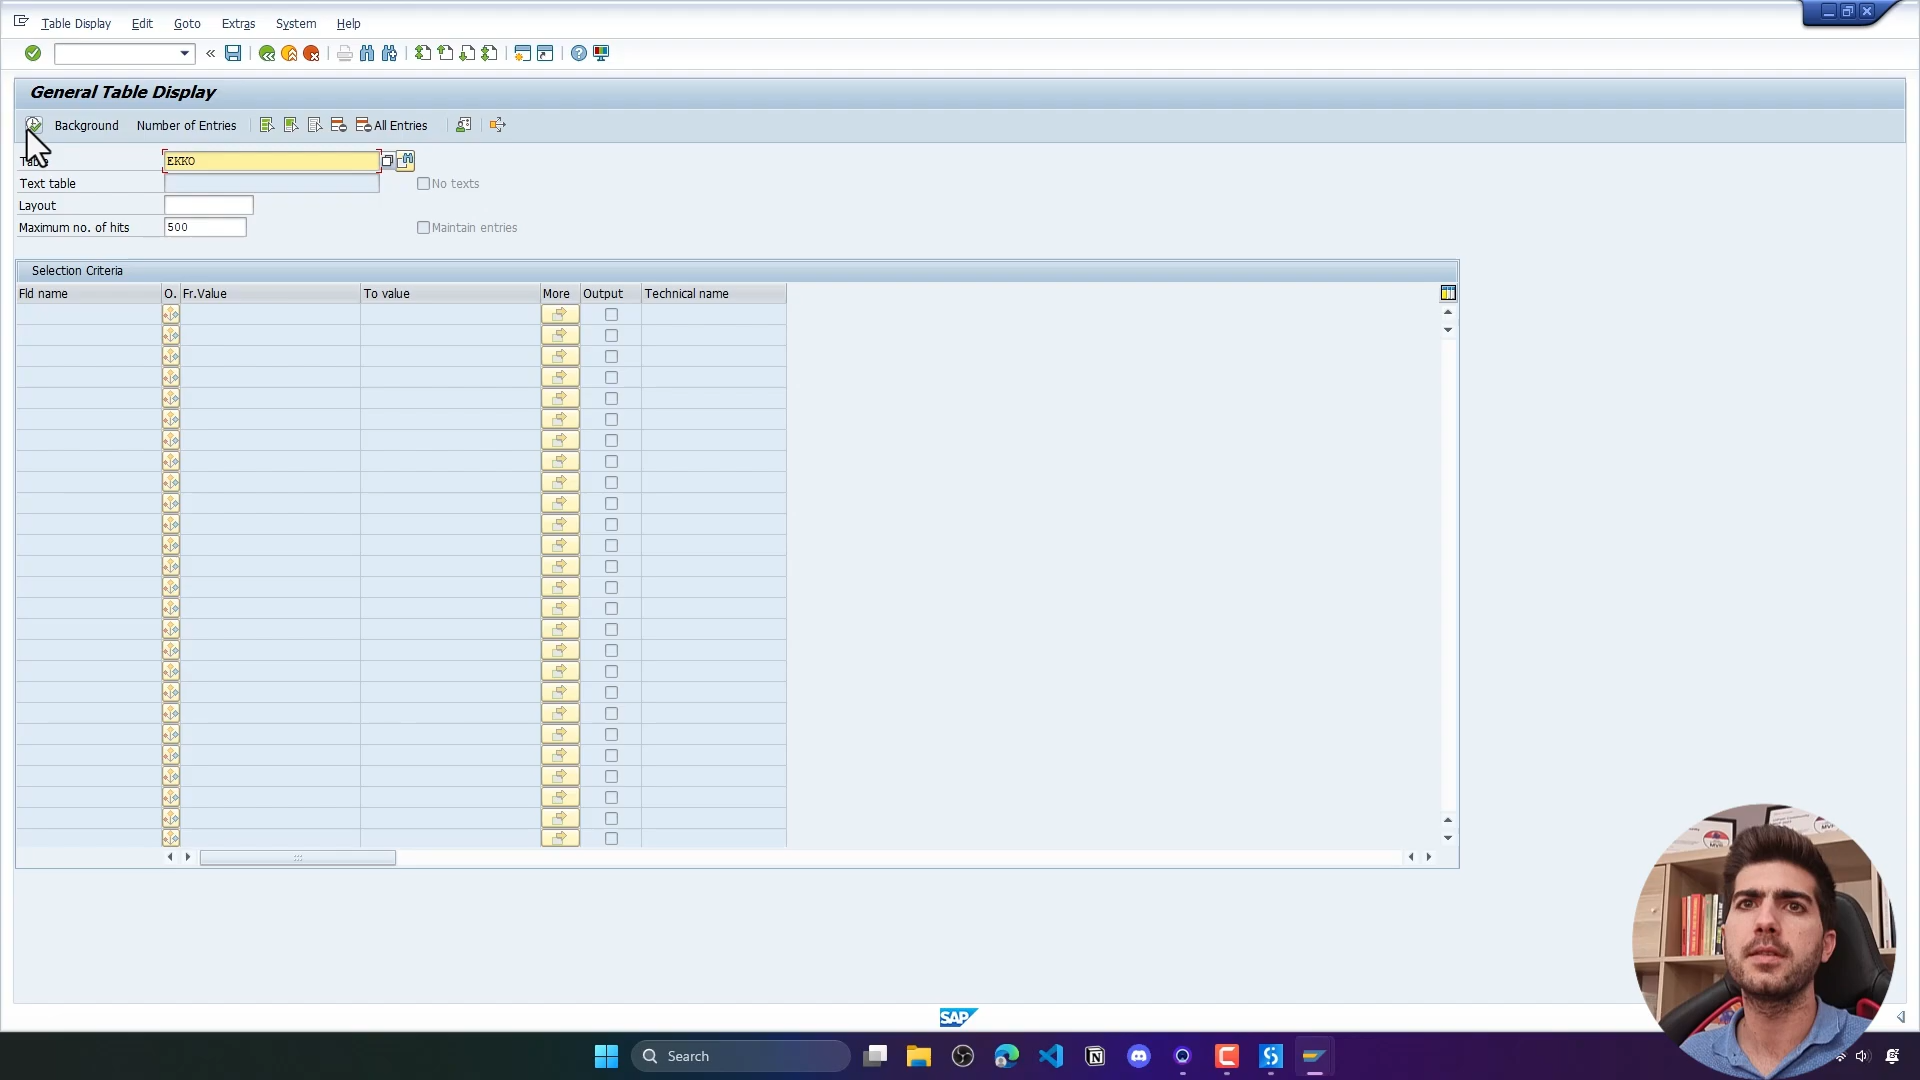 Table Display Edit Goto Extras System Help
General Table Display
Background Number of Entries All Entries
EKKO
Text table No texts
Layout
Maximum no. of hits 500 Maintain entries
Selection Criteria
Fld name O. Fr.Value To value More Output Technical name
SAP
Search